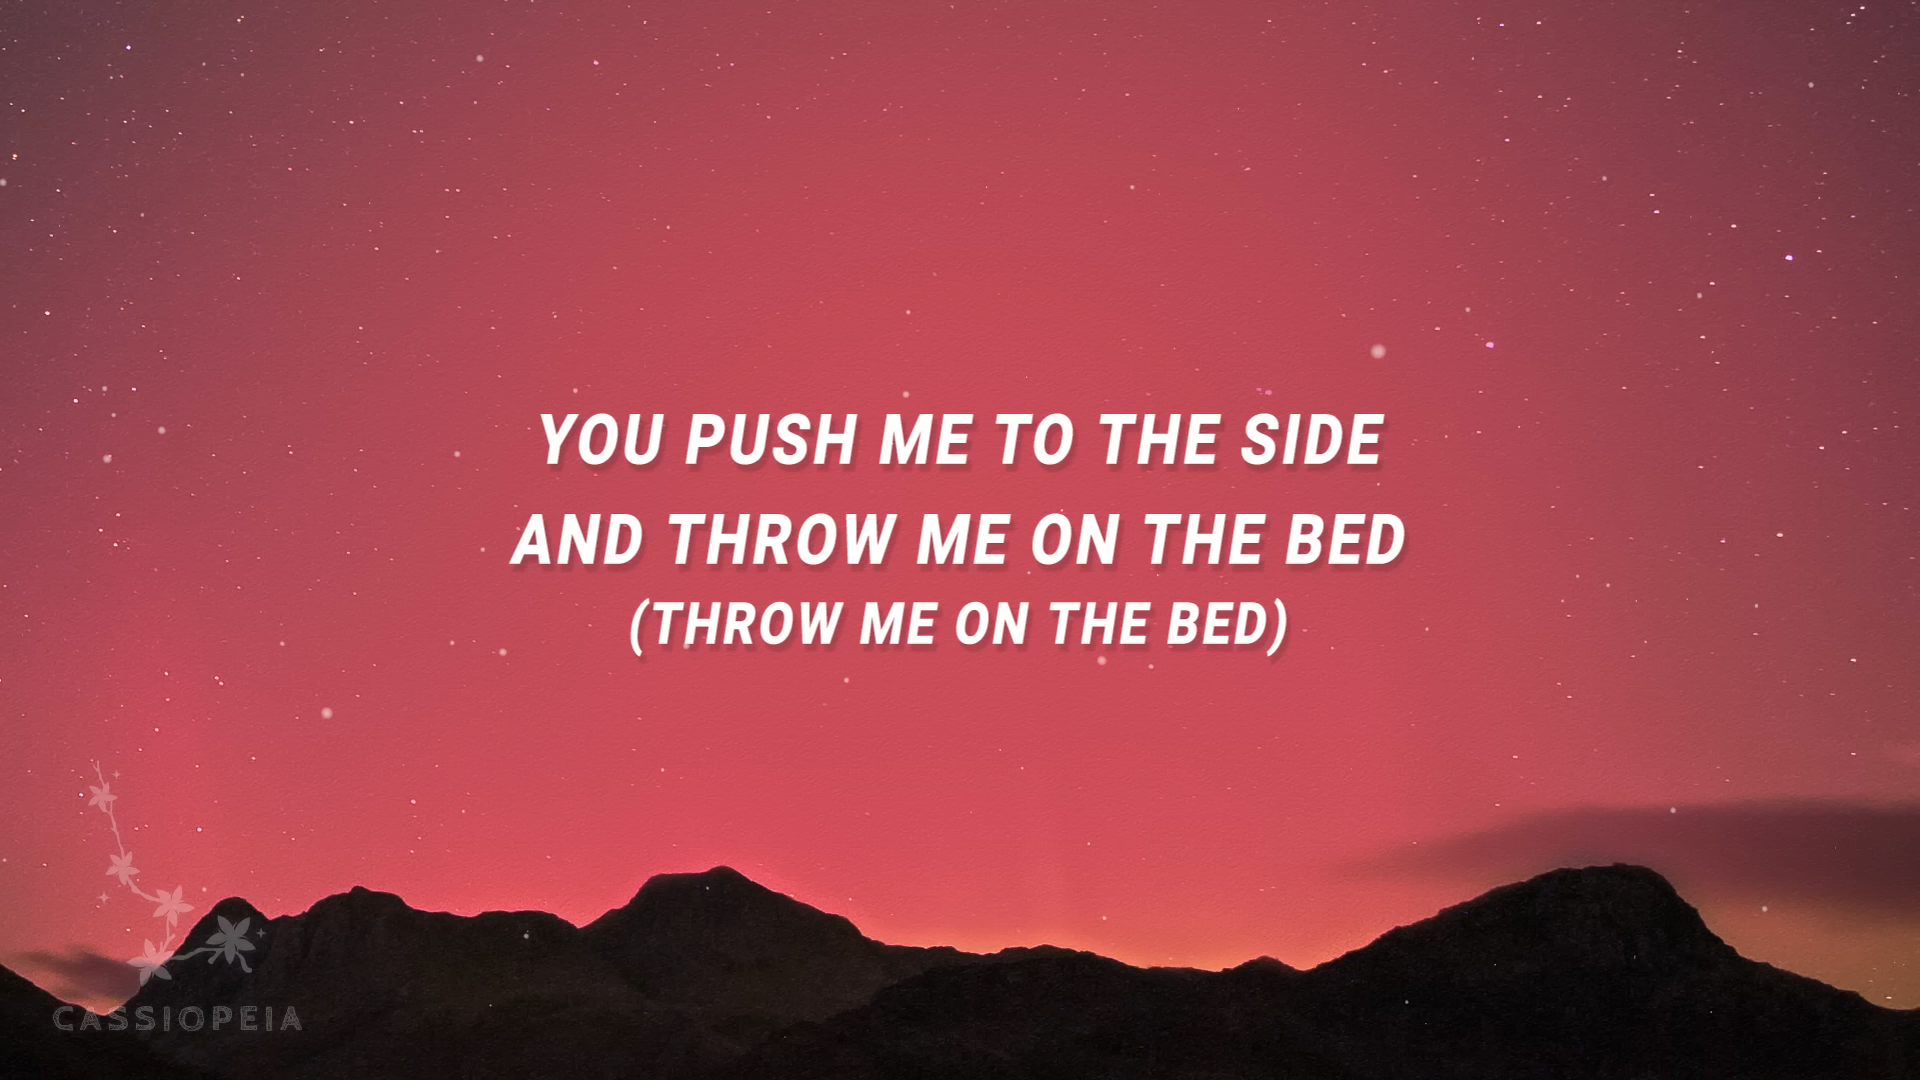 YOU PUSH ME TO THE SIDE
AND THROW ME ON THE BED
(THROW ME ON THE BED)
CASSIOPEIA